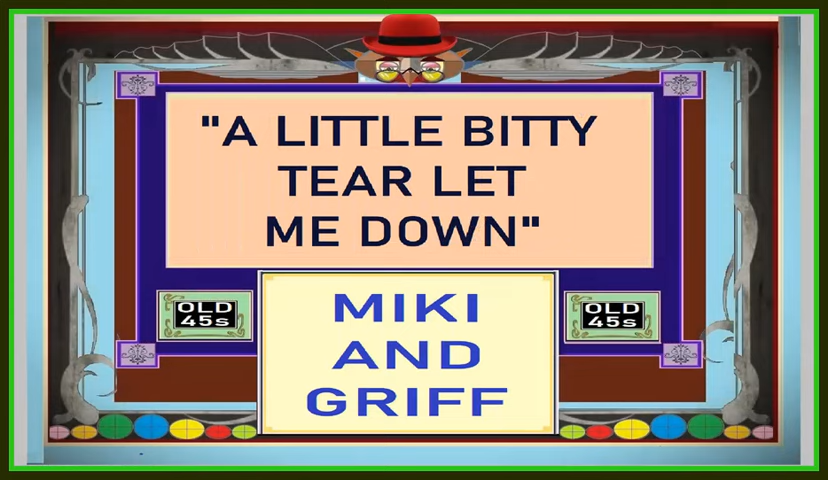 "A LITTLE BITTY
TEAR LET
ME DOWN"
OLD
45s
OLD
45s
MIKI
AND
GRIFF